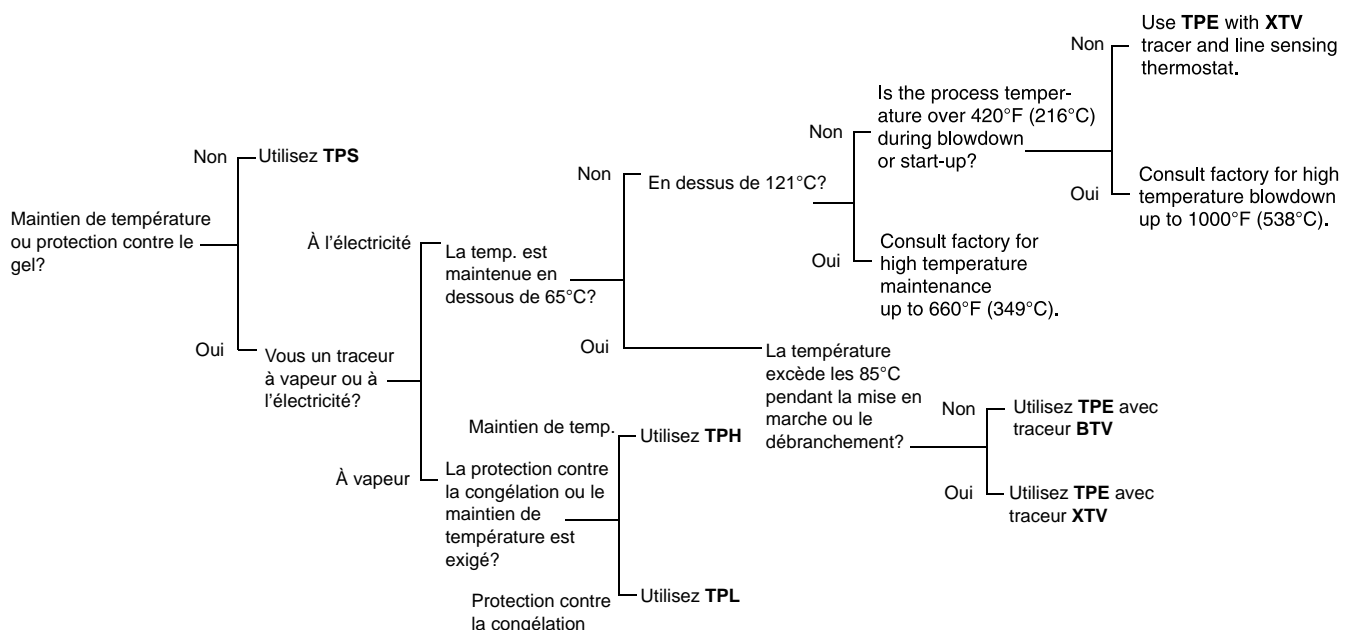 Maintien de température
ou protection contre le
gel?
Non
Utilisez TPS
Oui
Vous un traceur
à vapeur ou à
l'électricité?
À l'électricité
La temp. est
maintenue en
dessous de 65°C?
Non
En dessus de 121°C?
Non
Is the process temper-
ature over 420°F (216°C)
during blowdown
or start-up?
Non
Use TPE with XTV
tracer and line sensing
thermostat.
Oui
Consult factory for high
temperature blowdown
up to 1000°F (538°C).
Oui
Consult factory for
high temperature
maintenance
up to 660°F (349°C).
Oui
La température
excède les 85°C
pendant la mise en
marche ou le
débranchement?
Non
Utilisez TPE avec
traceur BTV
Oui
Utilisez TPE avec
traceur XTV
À vapeur
La protection contre
la congélation ou le
maintien de
température est
exigé?
Maintien de temp.
Utilisez TPH
Protection contre
la congélation
Utilisez TPL